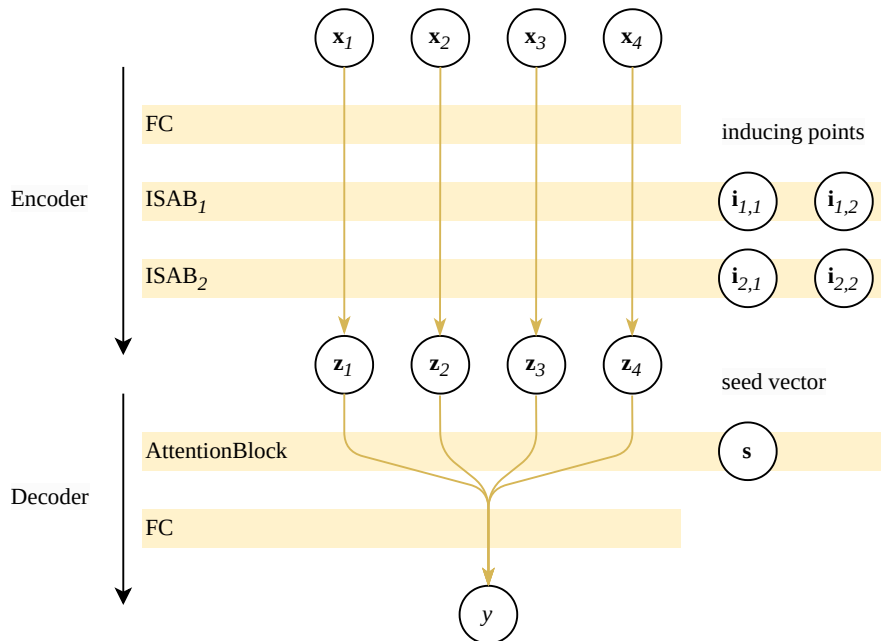 x1 x2 x3 x4
FC
inducing points
Encoder
ISAB1 i1,1 i1,2
ISAB2 i2,1 i2,2
z1 z2 z3 z4
seed vector
AttentionBlock s
Decoder
FC
y